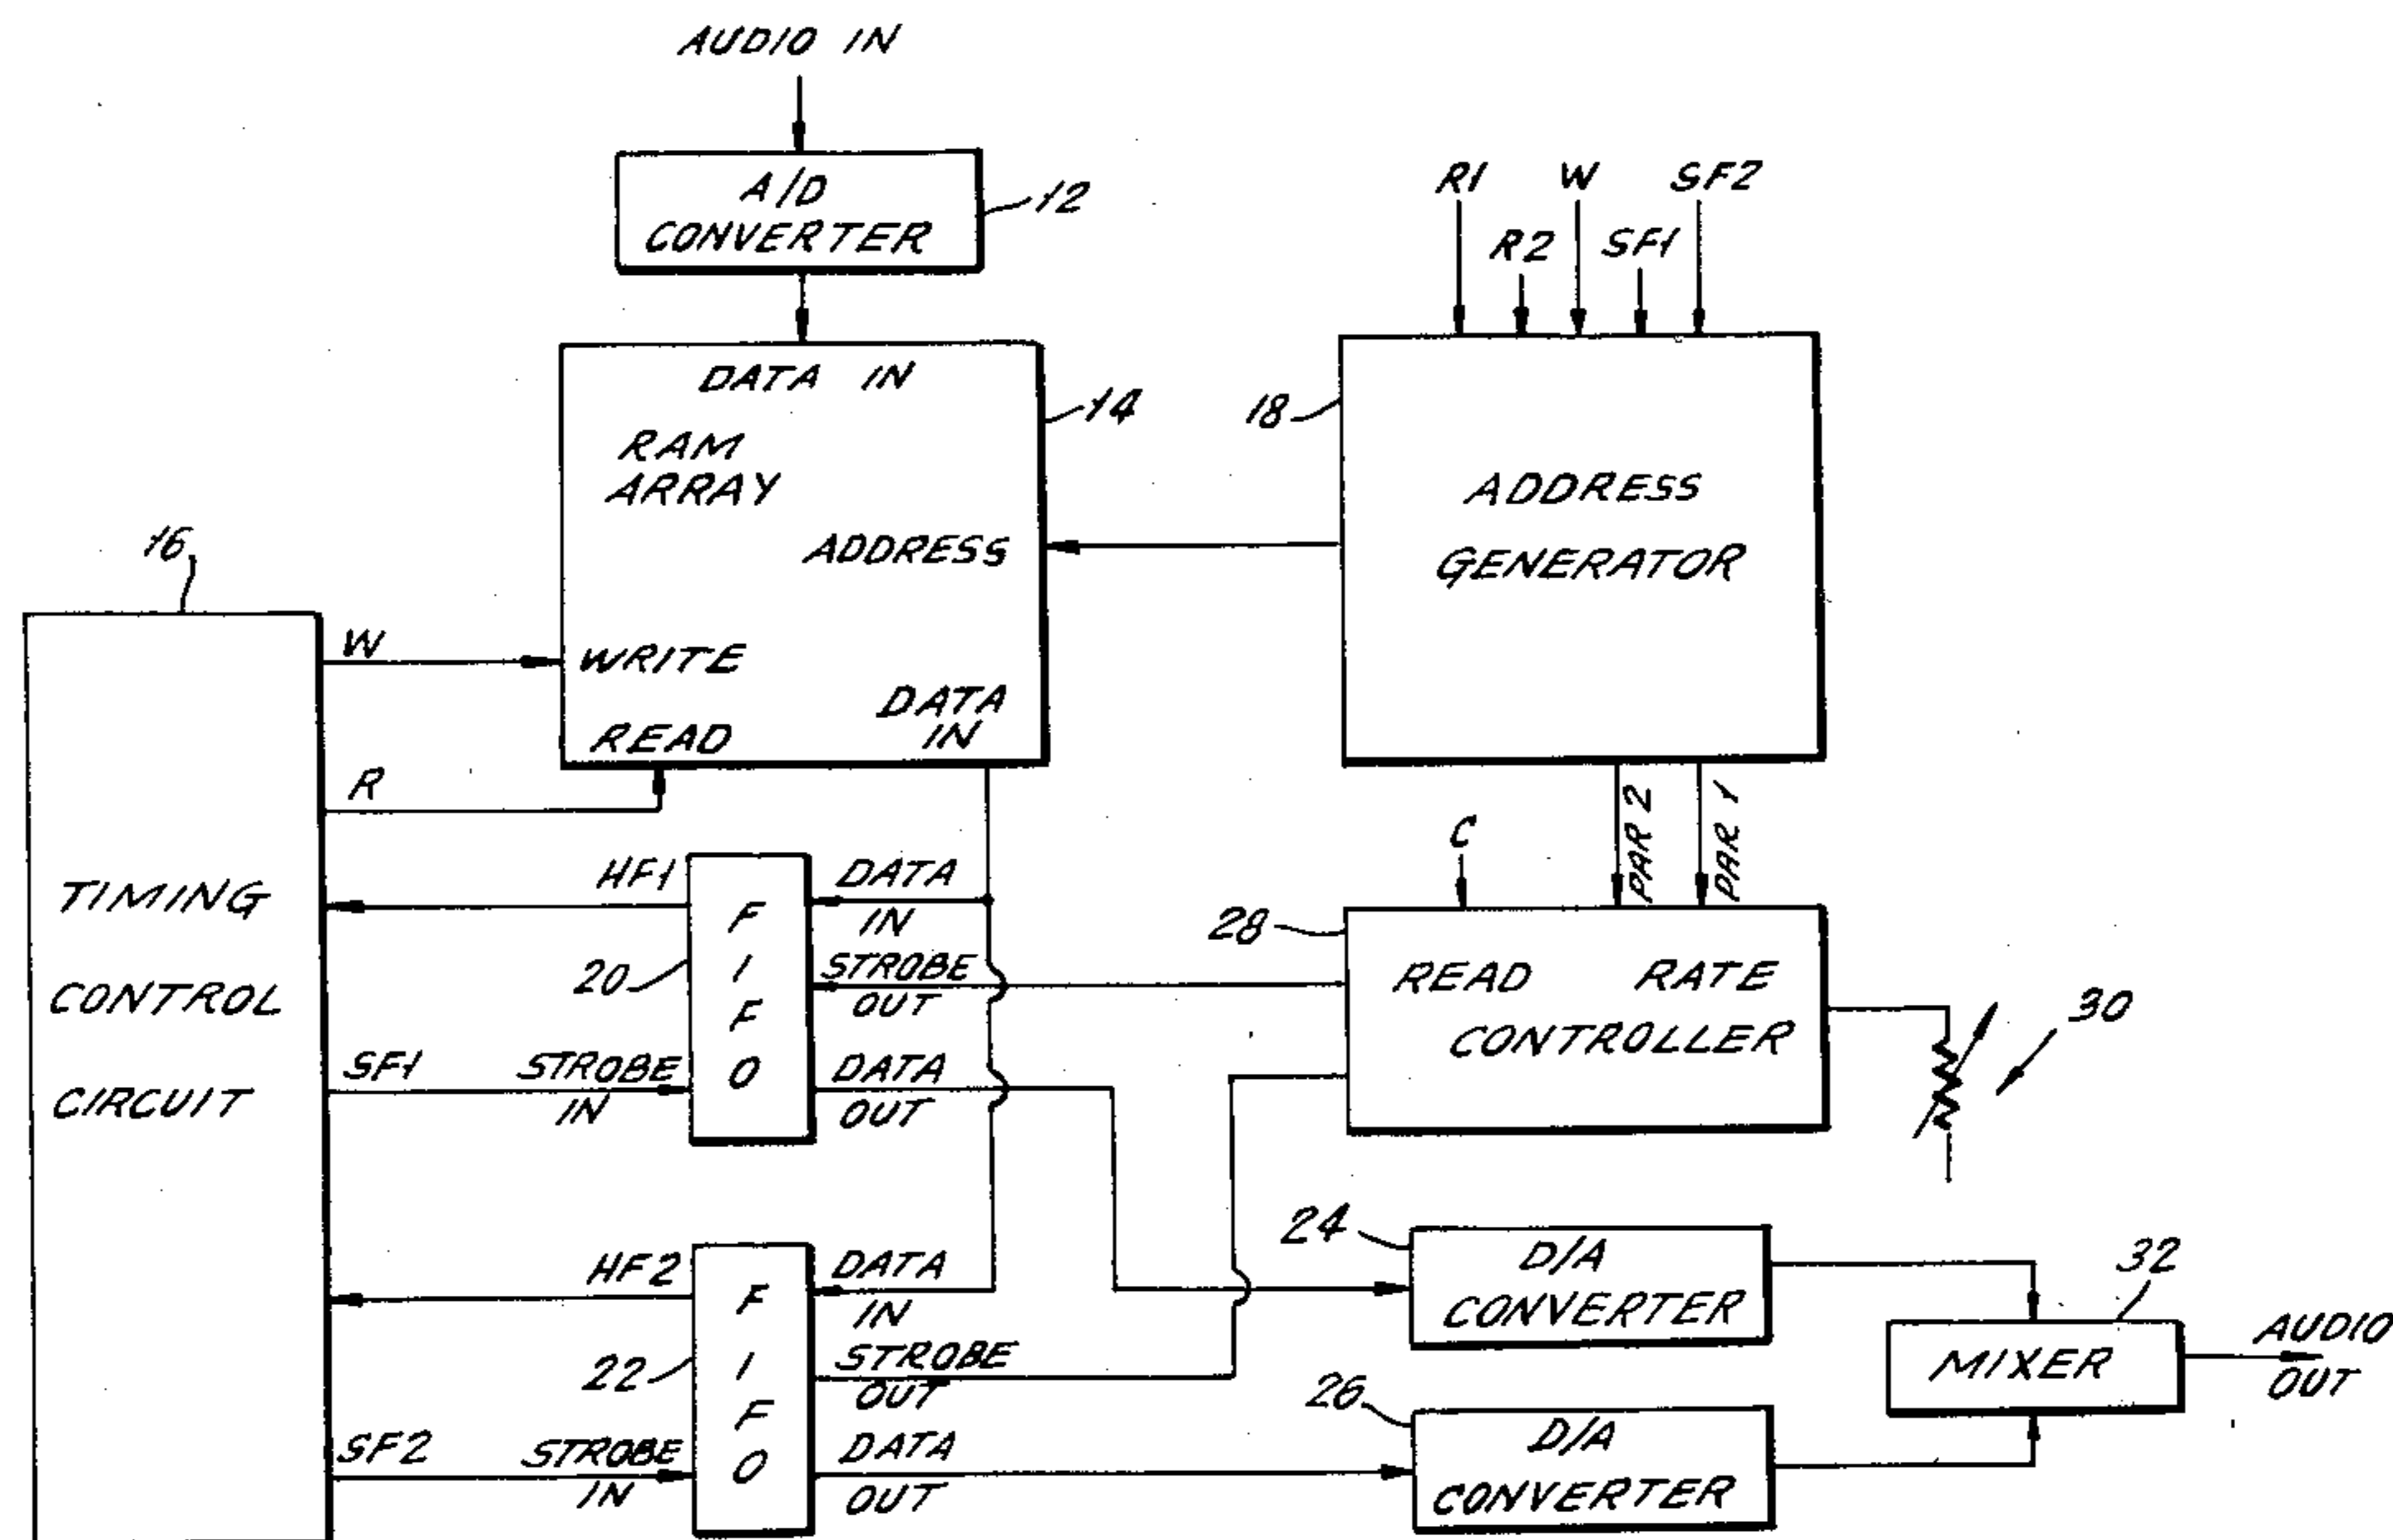 AUDIO IN
A/D
CONVERTER
12
R1
W
SF2
R2
SF1
DATA IN
14
18
RAM
ARRAY
ADDRESS
ADDRESS
GENERATOR
16
W
WRITE
DATA
IN
READ
R
PAR 2
PAR 1
C
TIMING
CONTROL
CIRCUIT
HF1
FIFO
20
DATA
IN
STROBE
OUT
28
READ RATE
CONTROLLER
30
SF1
STROBE
IN
DATA
OUT
24
D/A
CONVERTER
32
HF2
FIFO
22
DATA
IN
STROBE
OUT
MIXER
AUDIO
OUT
26
D/A
CONVERTER
SF2
STROBE
IN
DATA
OUT